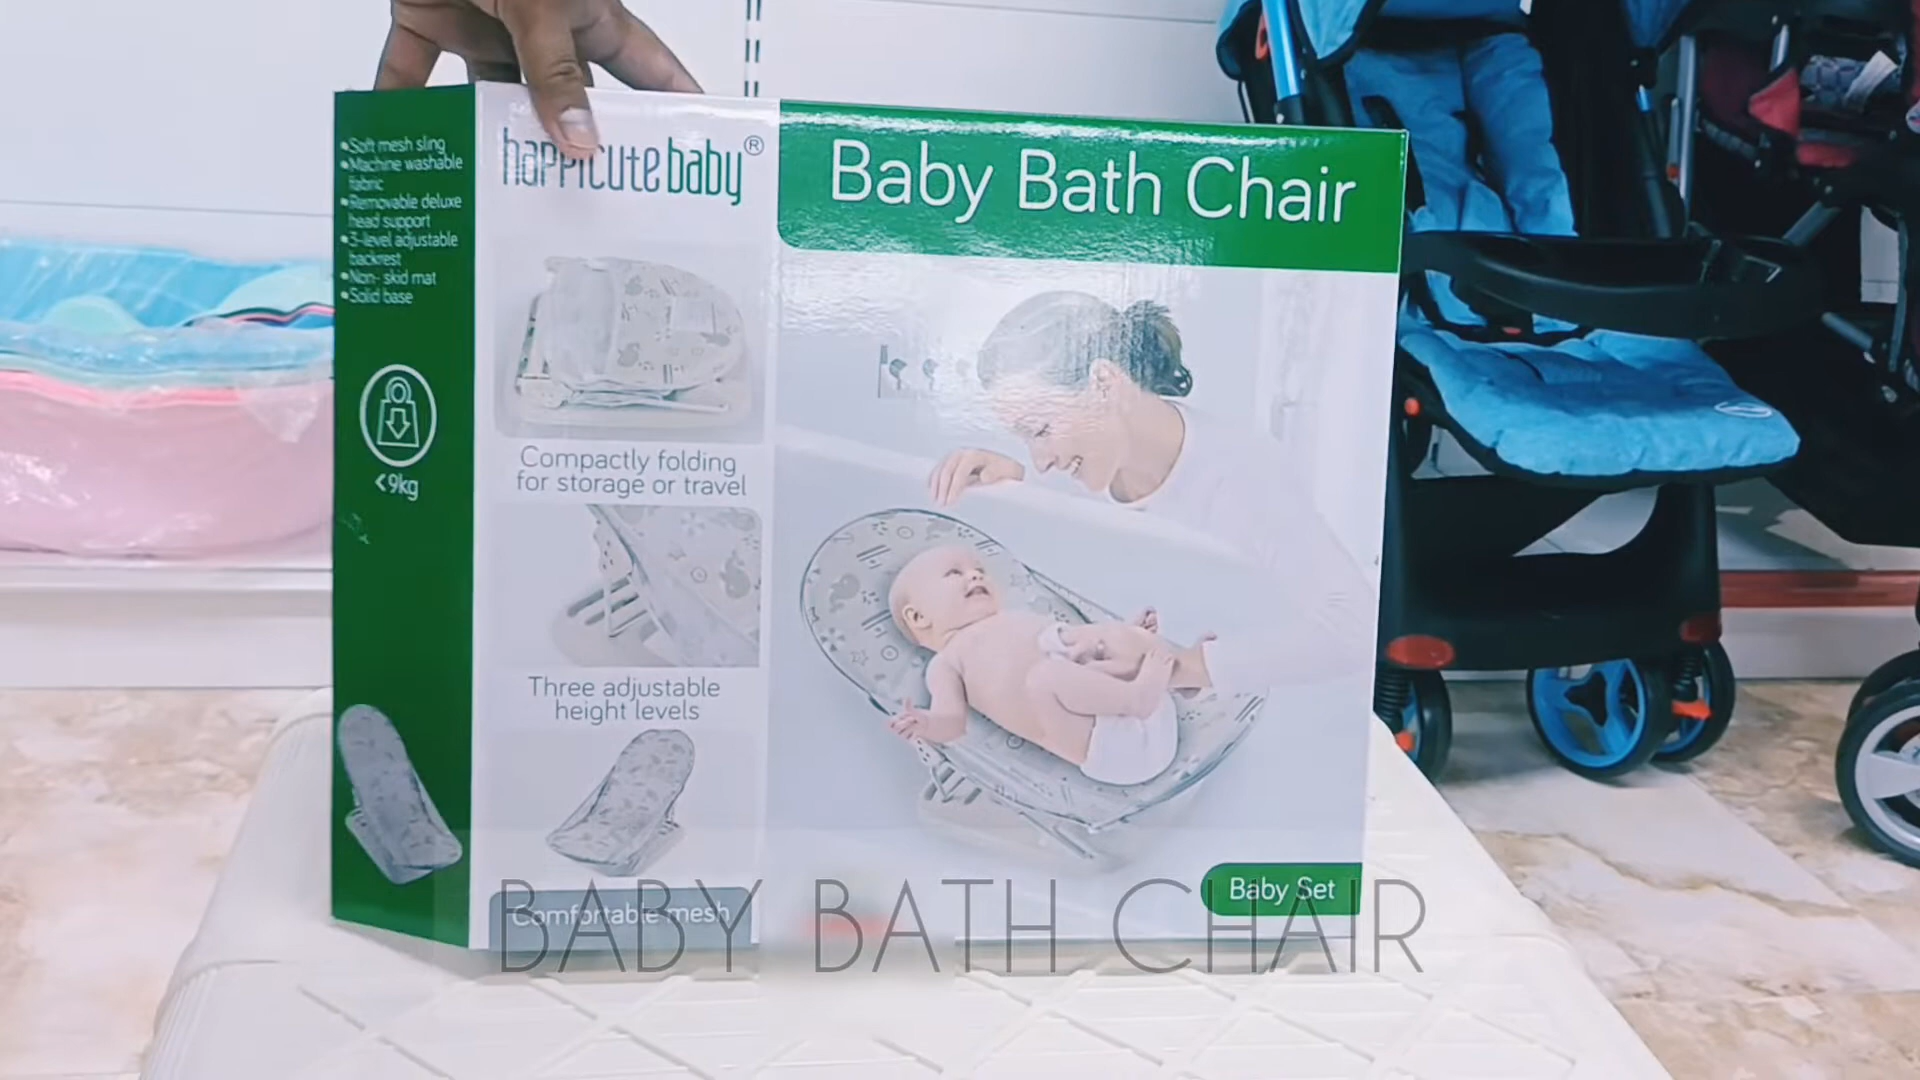 •Soft mesh sling
•Machine washable
fabric
•Removable deluxe
head support
•3-level adjustable
backrest
•Non- skid mat
•Solid base
<9kg
happicute baby®
Compactly folding
for storage or travel
Three adjustable
height levels
Comfortable mesh
Baby Bath Chair
Baby Set
BABY BATH CHAIR